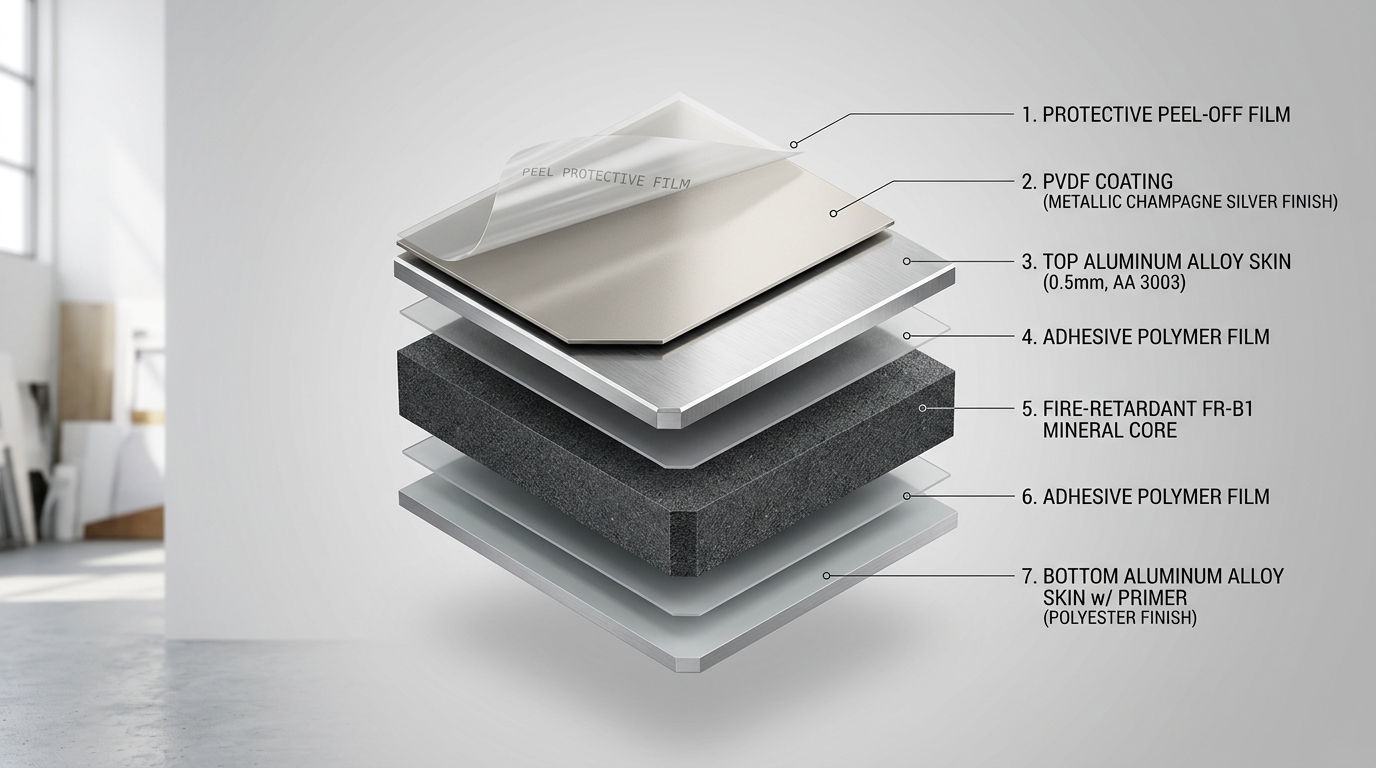 PEEL PROTECTIVE FILM
1. PROTECTIVE PEEL-OFF FILM
2. PVDF COATING
(METALLIC CHAMPAGNE SILVER FINISH)
3. TOP ALUMINUM ALLOY SKIN
(0.5mm, AA 3003)
4. ADHESIVE POLYMER FILM
5. FIRE-RETARDANT FR-B1
MINERAL CORE
6. ADHESIVE POLYMER FILM
7. BOTTOM ALUMINUM ALLOY
SKIN w/ PRIMER
(POLYESTER FINISH)